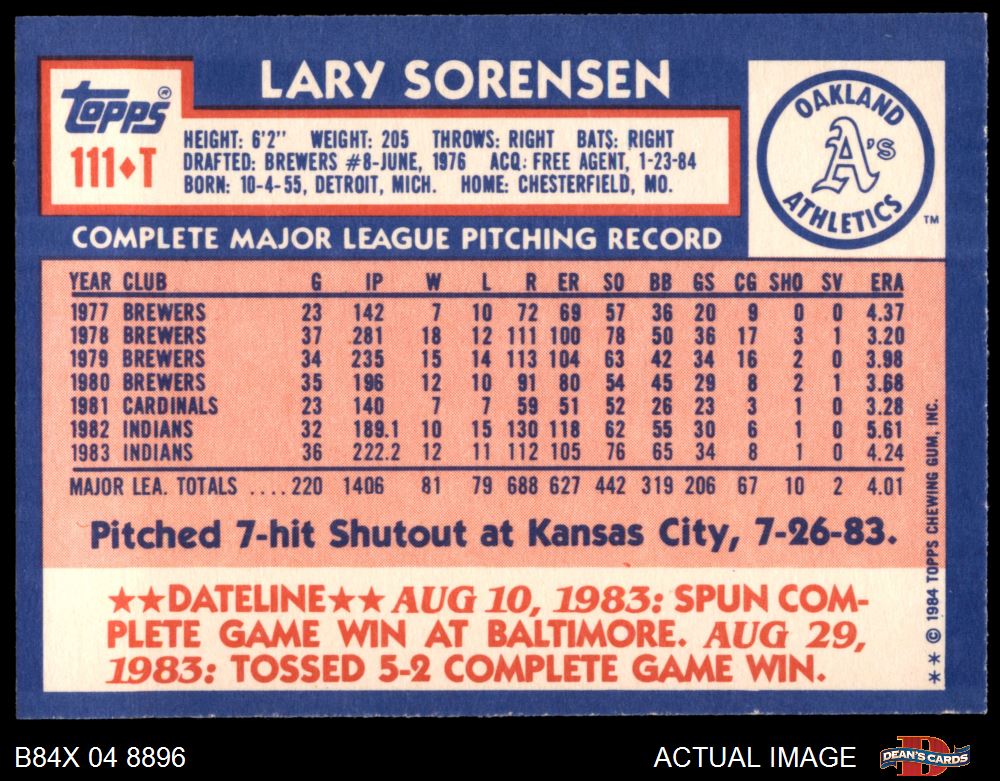 LARY SORENSEN
topps®
111♦T
HEIGHT: 6'2" WEIGHT: 205 THROWS: RIGHT BATS: RIGHT
DRAFTED: BREWERS #8-JUNE, 1976 ACQ: FREE AGENT, 1-23-84
BORN: 10-4-55, DETROIT, MICH. HOME: CHESTERFIELD, MO.
OAKLAND
A's
ATHLETICS
TM
COMPLETE MAJOR LEAGUE PITCHING RECORD
YEAR CLUB G IP W L R ER SO BB GS CG SHO SV ERA
1977 BREWERS 23 142 7 10 72 69 57 36 20 9 0 0 4.37
1978 BREWERS 37 281 18 12 111 100 78 50 36 17 3 1 3.20
1979 BREWERS 34 235 15 14 113 104 63 42 34 16 2 0 3.98
1980 BREWERS 35 196 12 10 91 80 54 45 29 8 2 1 3.68
1981 CARDINALS 23 140 7 7 59 51 52 26 23 3 1 0 3.28
1982 INDIANS 32 189.1 10 15 130 118 62 55 30 6 1 0 5.61
1983 INDIANS 36 222.2 12 11 112 105 76 65 34 8 1 0 4.24
MAJOR LEA. TOTALS ....220 1406 81 79 688 627 442 319 206 67 10 2 4.01
Pitched 7-hit Shutout at Kansas City, 7-26-83.
★★DATELINE★★ AUG 10, 1983: SPUN COM-
PLETE GAME WIN AT BALTIMORE. AUG 29,
1983: TOSSED 5-2 COMPLETE GAME WIN.
** © 1984 TOPPS CHEWING GUM, INC.
B84X 04 8896
ACTUAL IMAGE
DEAN'S CARDS